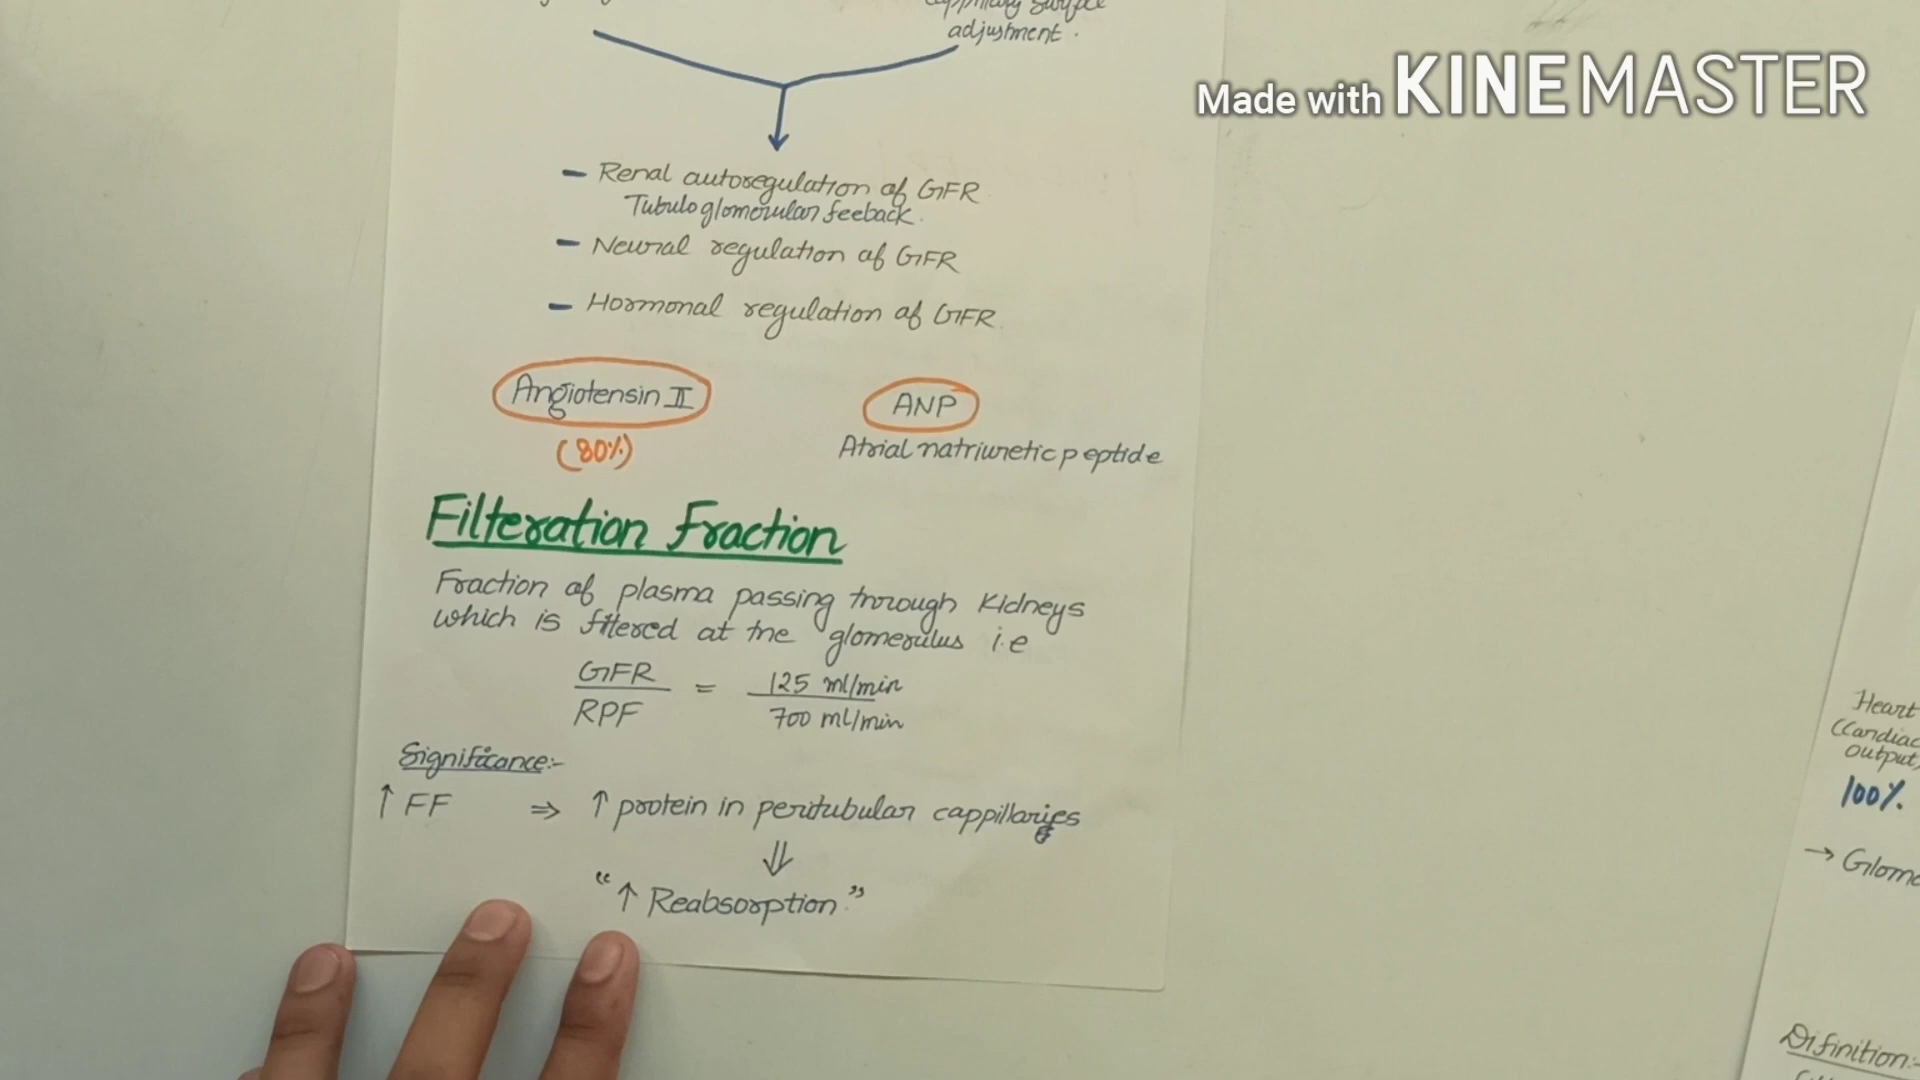 Surface
adjustment.
Made with KINEMASTER
- Renal autoregulation of GFR
Tubuloglomerular feeback.
- Neural regulation of GFR
- Hormonal regulation of GFR
Angiotensin II
ANP
(80%)
Atrial natriuretic peptide
Filteration Fraction
Fraction of plasma passing through Kidneys
which is filtered at the glomerulus i.e
GFR = 125 ml/min
RPF 700 ml/min
Significance:-
↑ FF ⇒ ↑ protein in peritubular cappillaries
⇓
"↑ Reabsorption."
Heart
(Cardiac
output)
100%.
→ Glome
Difinition:-